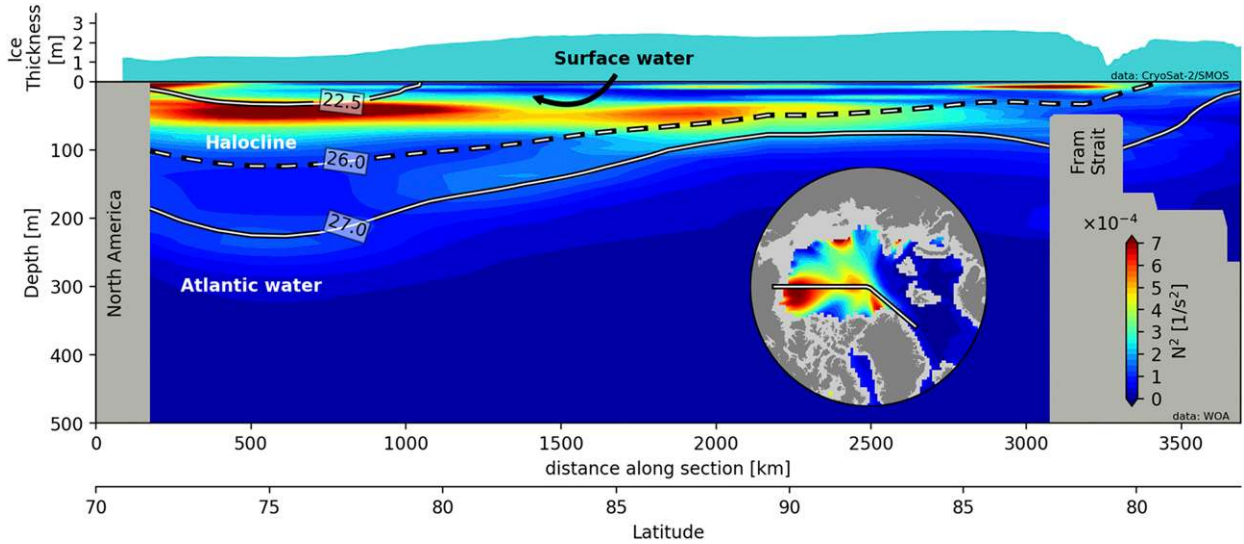 Ice
Thickness
[m]
3
2
1
0
Surface water
data: CryoSat-2/SMOS
22.5
Halocline
26.0
27.0
Atlantic water
North America
Fram
Strait
Depth [m]
100
200
300
400
500
×10⁻⁴
7
6
5
4
3
2
1
0
N² [1/s²]
data: WOA
0 500 1000 1500 2000 2500 3000 3500
distance along section [km]
70 75 80 85 90 85 80
Latitude